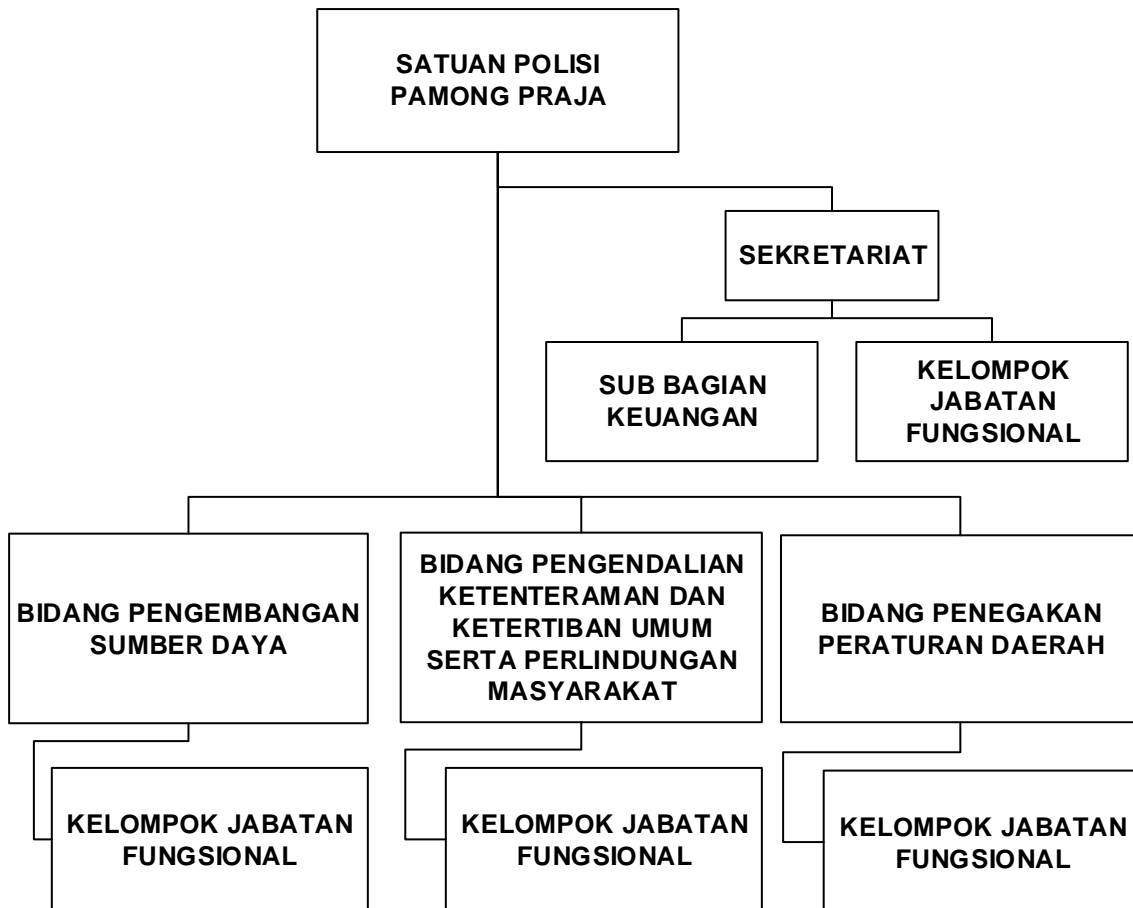 SATUAN POLISI
PAMONG PRAJA
SEKRETARIAT
SUB BAGIAN
KEUANGAN
KELOMPOK
JABATAN
FUNGSIONAL
BIDANG PENGEMBANGAN
SUMBER DAYA
BIDANG PENGENDALIAN
KETENTERAMAN DAN
KETERTIBAN UMUM
SERTA PERLINDUNGAN
MASYARAKAT
BIDANG PENEGAKAN
PERATURAN DAERAH
KELOMPOK JABATAN
FUNGSIONAL
KELOMPOK JABATAN
FUNGSIONAL
KELOMPOK JABATAN
FUNGSIONAL